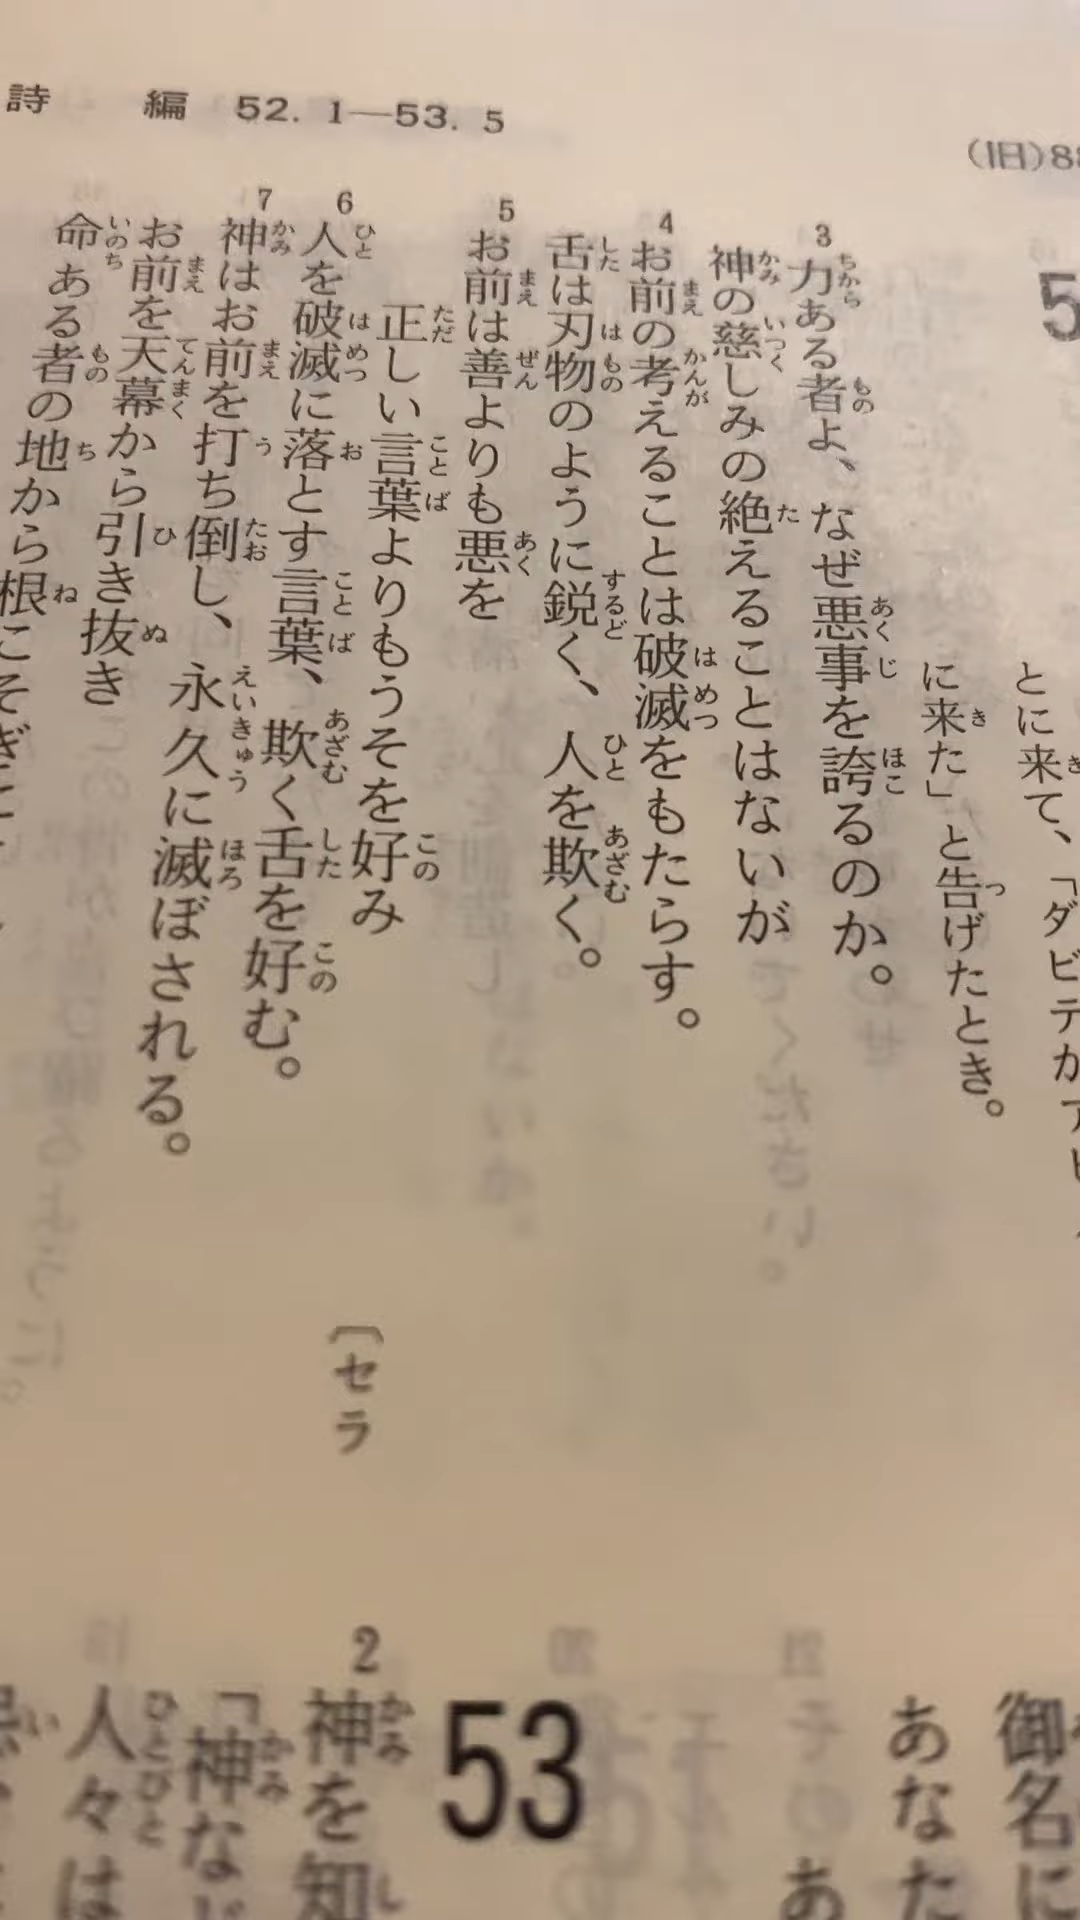 詩 編 52. 1―53. 5
(旧)88
とに来て、「ダビデがアヒ
に来た」と告げたとき。
3 力ある者よ、なぜ悪事を誇るのか。
神の慈しみの絶えることはないが
4 お前の考えることは破滅をもたらす。
舌は刃物のように鋭く、人を欺く。
5 お前は善よりも悪を
正しい言葉よりもうそを好み
〔セラ
6 人を破滅に落とす言葉、欺く舌を好む。
7 神はお前を打ち倒し、永久に滅ぼされる。
お前を天幕から引き抜き
命ある者の地から根こそぎに
御名に
あなた
あ
53
2 神を知
「神など
人々は